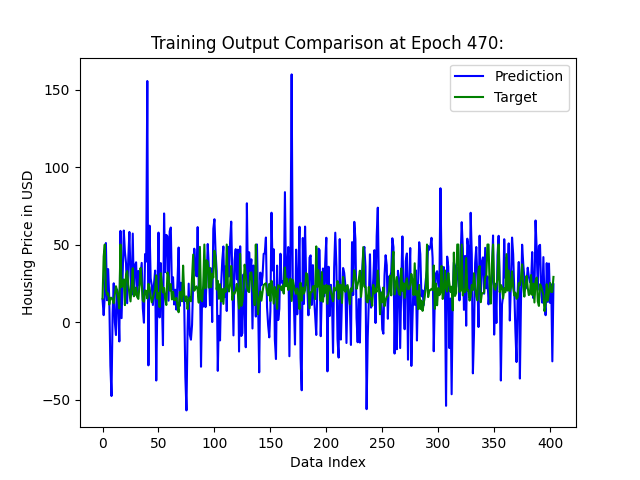 Training Output Comparison at Epoch 470:
Prediction
Target
150
100
50
0
−50
Housing Price in USD
0
50
100
150
200
250
300
350
400
Data Index